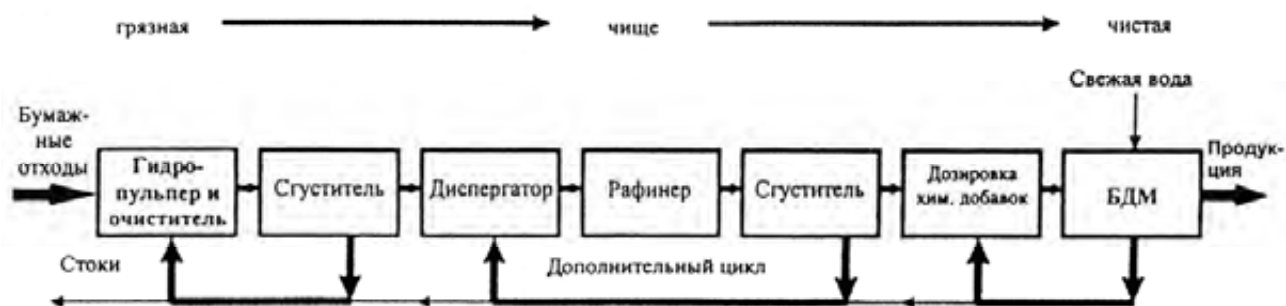 грязная чище чистая
Свежая вода
Бумаж-
ные
отходы
Гидро-
пульпер и
очиститель
Сгуститель
Диспергатор
Рафинер
Сгуститель
Дозировка
хим. добавок
БДМ
Продук-
ция
Стоки
Дополнительный цикл